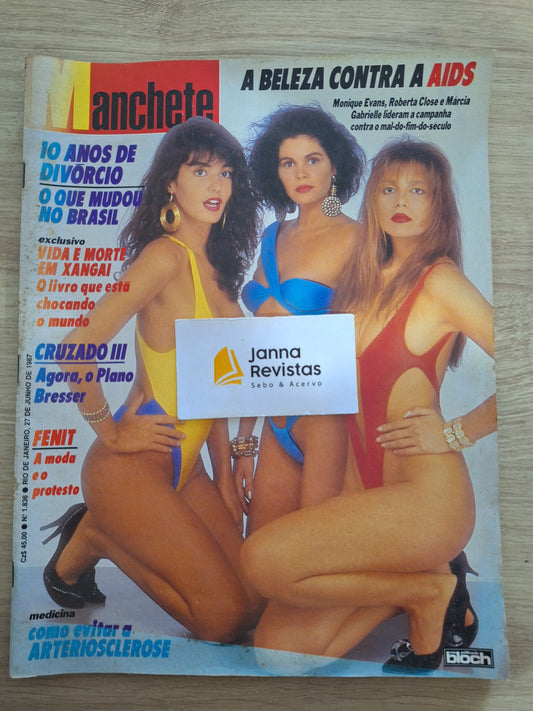 Manchete
A BELEZA CONTRA A AIDS
Monique Evans, Roberta Close e Márcia
Gabrielle lideram a campanha
contra o mal-do-fim-do-século
10 ANOS DE
DIVÓRCIO
O QUE MUDOU
NO BRASIL
exclusivo
VIDA E MORTE
EM XANGAI
O livro que está
chocando
o mundo
CRUZADO III
Agora, o Plano
Bresser
FENIT
A moda
e o
protesto
medicina
como evitar a
ARTERIOSCLEROSE
Janna
Revistas
Sebo & Acervo
Cz$ 45,00 ● Nº 1.836 ● RIO DE JANEIRO, 27 DE JUNHO DE 1987
bloch